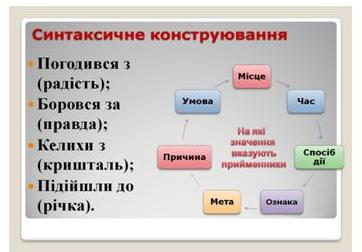 Синтаксичне конструювання
Погодився з
(радість);
Боровся за
(правда);
Келихи з
(кришталь);
Підійшли до
(річка).
Місце
Час
Спосіб
дії
Ознака
Мета
Причина
Умова
На які
значення
вказують
прийменники